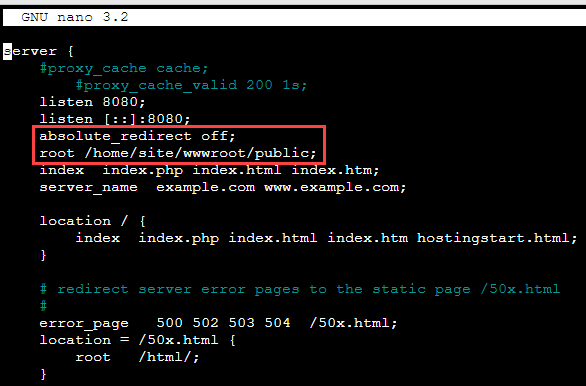 GNU nano 3.2
server {
#proxy_cache cache;
#proxy_cache_valid 200 1s;
listen 8080;
listen [::]:8080;
absolute_redirect off;
root /home/site/wwwroot/public;
index  index.php index.html index.htm;
server_name  example.com www.example.com;
location / {
index  index.php index.html index.htm hostingstart.html;
}
# redirect server error pages to the static page /50x.html
#
error_page   500 502 503 504  /50x.html;
location = /50x.html {
root   /html/;
}